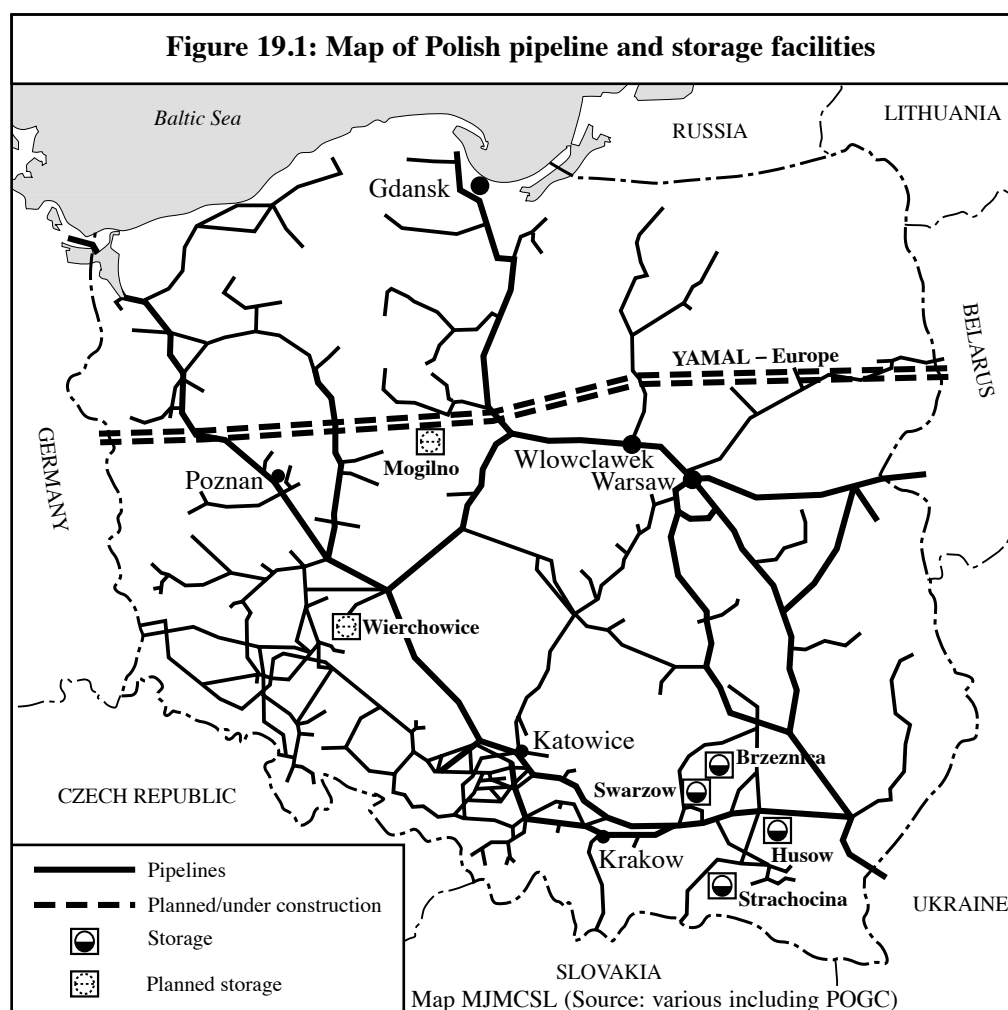 Figure 19.1: Map of Polish pipeline and storage facilities
Baltic Sea
RUSSIA
LITHUANIA
Gdansk
BELARUS
YAMAL – Europe
GERMANY
Mogilno
Wlowclawek
Poznan
Warsaw
Wierchowice
Katowice
Brzeznica
Swarzow
CZECH REPUBLIC
Krakow
Husow
Strachocina
UKRAINE
SLOVAKIA
Pipelines
Planned/under construction
Storage
Planned storage
Map MJMCSL (Source: various including POGC)